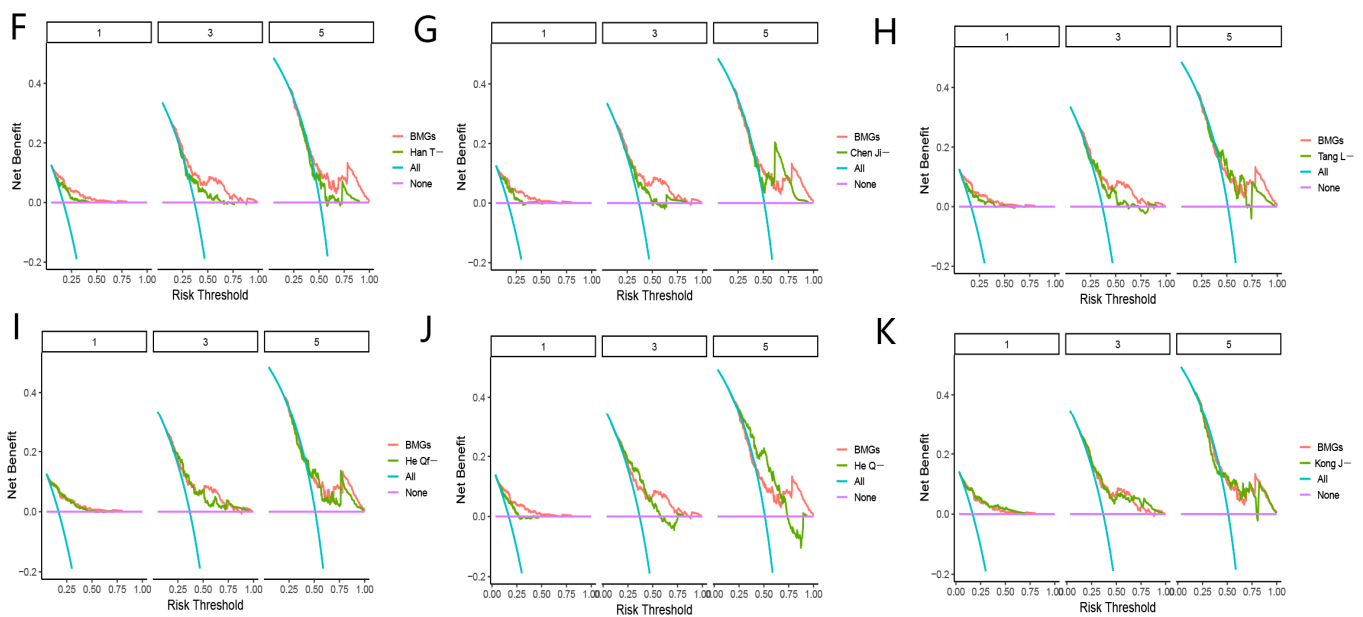 F
1 3 5
Net Benefit
0.4
0.2
0.0
−0.2
BMGs
Han T—
All
None
0.25 0.50 0.75 1.00 0.25 0.50 0.75 1.00 0.25 0.50 0.75 1.00
Risk Threshold
G
1 3 5
Net Benefit
0.4
0.2
0.0
−0.2
BMGs
Chen Ji—
All
None
0.25 0.50 0.75 1.00 0.25 0.50 0.75 1.00 0.25 0.50 0.75 1.00
Risk Threshold
H
1 3 5
Net Benefit
0.4
0.2
0.0
−0.2
BMGs
Tang L—
All
None
0.25 0.50 0.75 1.00 0.25 0.50 0.75 1.00 0.25 0.50 0.75 1.00
Risk Threshold
I
1 3 5
Net Benefit
0.4
0.2
0.0
−0.2
BMGs
He Qf—
All
None
0.25 0.50 0.75 1.00 0.25 0.50 0.75 1.00 0.25 0.50 0.75 1.00
Risk Threshold
J
1 3 5
Net Benefit
0.4
0.2
0.0
−0.2
BMGs
He Q—
All
None
0.00 0.25 0.50 0.75 0.25 0.50 0.75 0.25 0.50 0.75 1.00
Risk Threshold
K
1 3 5
Net Benefit
0.4
0.2
0.0
−0.2
BMGs
Kong J—
All
None
0.00 0.25 0.50 0.75 1.00 0.25 0.50 0.75 1.00 0.25 0.50 0.75 1.00
Risk Threshold